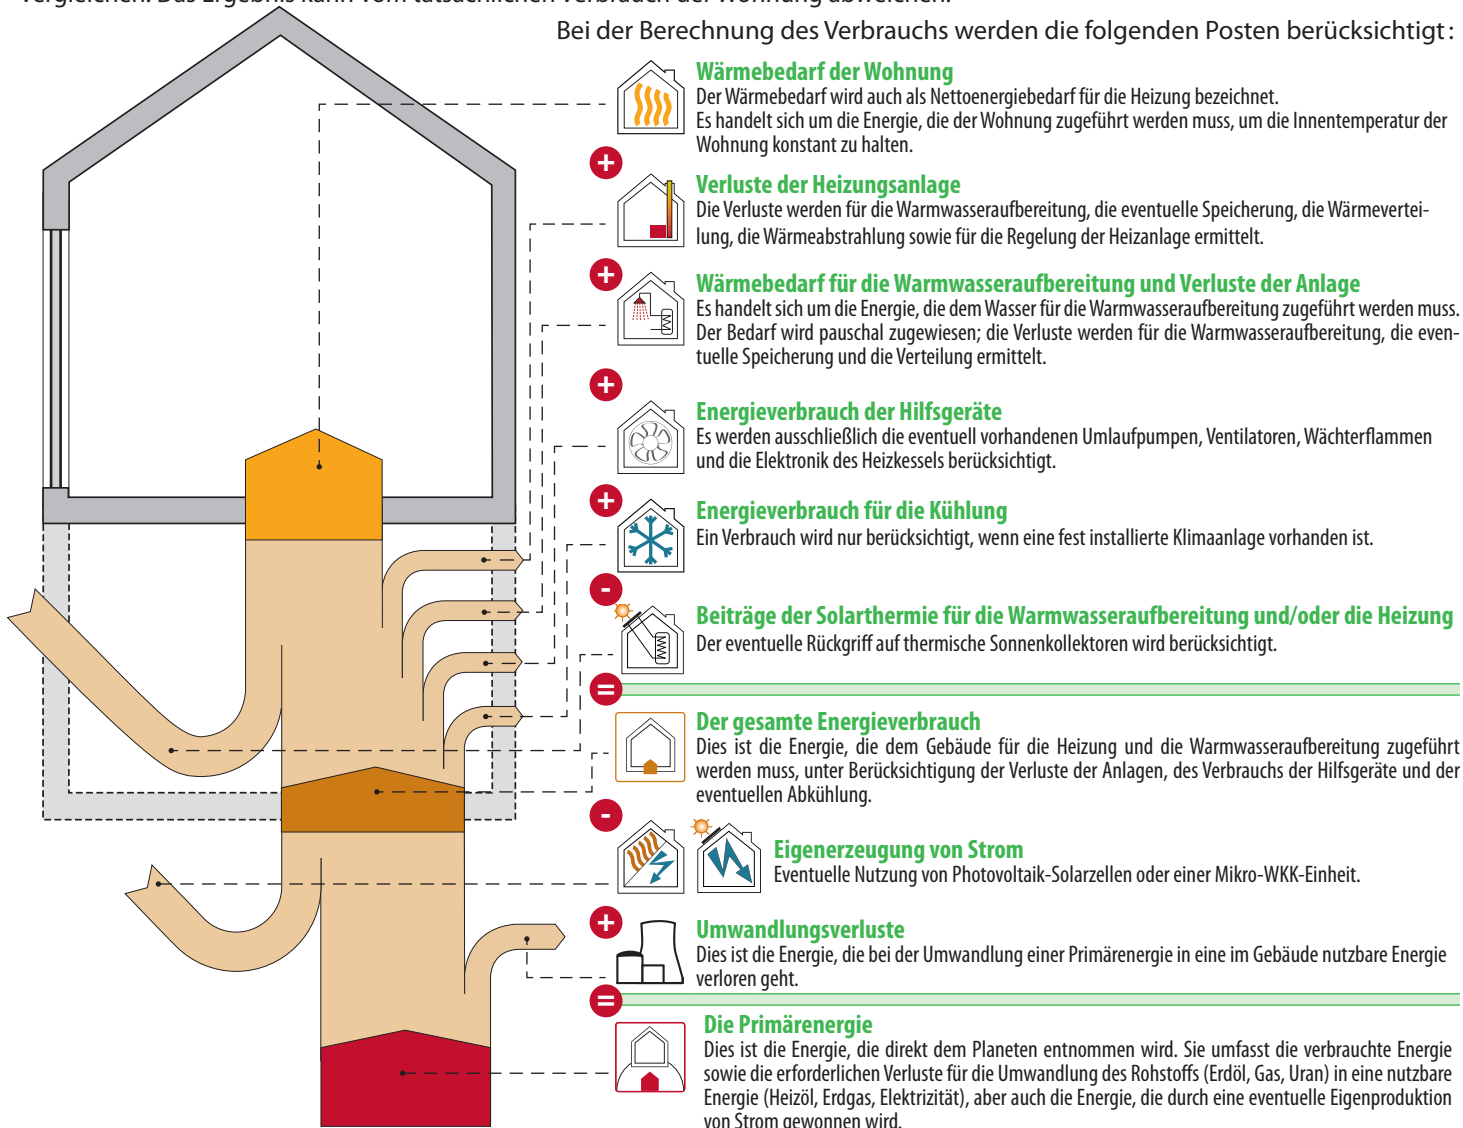 vergleichen. Das Ergebnis kann vom tatsächlichen Verbrauch der Wohnung abweichen.
Bei der Berechnung des Verbrauchs werden die folgenden Posten berücksichtigt :
Wärmebedarf der Wohnung
Der Wärmebedarf wird auch als Nettoenergiebedarf für die Heizung bezeichnet.
Es handelt sich um die Energie, die der Wohnung zugeführt werden muss, um die Innentemperatur der
Wohnung konstant zu halten.
+
Verluste der Heizungsanlage
Die Verluste werden für die Warmwasseraufbereitung, die eventuelle Speicherung, die Wärmevertei-
lung, die Wärmeabstrahlung sowie für die Regelung der Heizanlage ermittelt.
+
Wärmebedarf für die Warmwasseraufbereitung und Verluste der Anlage
Es handelt sich um die Energie, die dem Wasser für die Warmwasseraufbereitung zugeführt werden muss.
Der Bedarf wird pauschal zugewiesen; die Verluste werden für die Warmwasseraufbereitung, die even-
tuelle Speicherung und die Verteilung ermittelt.
+
Energieverbrauch der Hilfsgeräte
Es werden ausschließlich die eventuell vorhandenen Umlaufpumpen, Ventilatoren, Wächterflammen
und die Elektronik des Heizkessels berücksichtigt.
+
Energieverbrauch für die Kühlung
Ein Verbrauch wird nur berücksichtigt, wenn eine fest installierte Klimaanlage vorhanden ist.
-
Beiträge der Solarthermie für die Warmwasseraufbereitung und/oder die Heizung
Der eventuelle Rückgriff auf thermische Sonnenkollektoren wird berücksichtigt.
=
Der gesamte Energieverbrauch
Dies ist die Energie, die dem Gebäude für die Heizung und die Warmwasseraufbereitung zugeführt
werden muss, unter Berücksichtigung der Verluste der Anlagen, des Verbrauchs der Hilfsgeräte und der
eventuellen Abkühlung.
-
Eigenerzeugung von Strom
Eventuelle Nutzung von Photovoltaik-Solarzellen oder einer Mikro-WKK-Einheit.
+
Umwandlungsverluste
Dies ist die Energie, die bei der Umwandlung einer Primärenergie in eine im Gebäude nutzbare Energie
verloren geht.
=
Die Primärenergie
Dies ist die Energie, die direkt dem Planeten entnommen wird. Sie umfasst die verbrauchte Energie
sowie die erforderlichen Verluste für die Umwandlung des Rohstoffs (Erdöl, Gas, Uran) in eine nutzbare
Energie (Heizöl, Erdgas, Elektrizität), aber auch die Energie, die durch eine eventuelle Eigenproduktion
von Strom gewonnen wird.